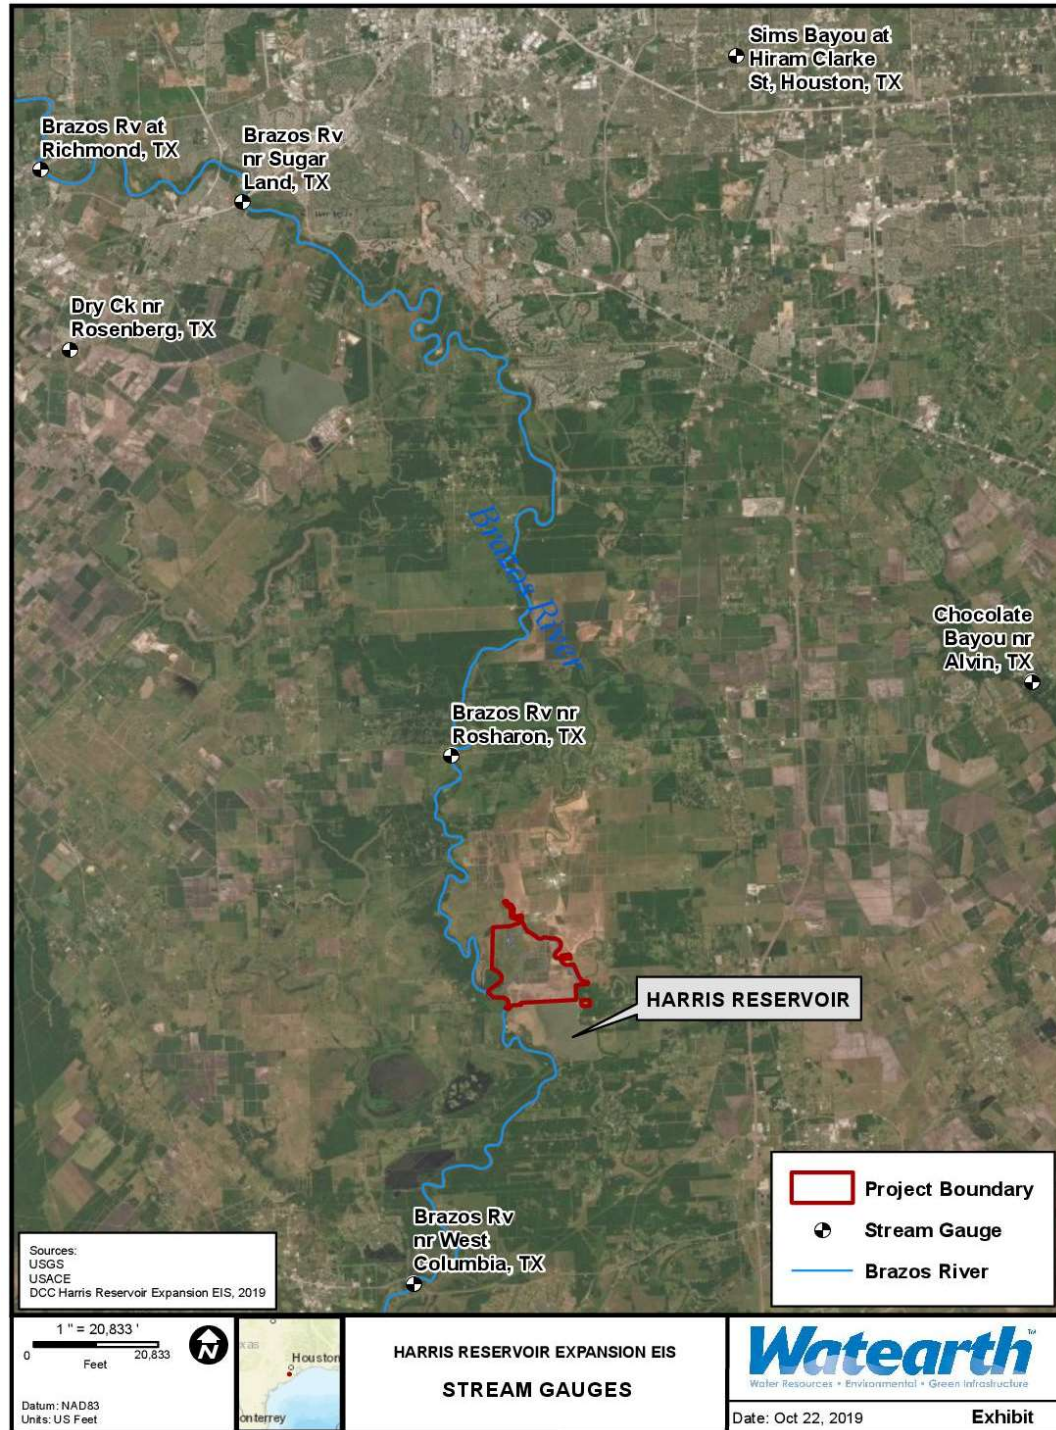 Sims Bayou at
Hiram Clarke
St, Houston, TX
Brazos Rv at
Richmond, TX
Brazos Rv
nr Sugar
Land, TX
Dry Ck nr
Rosenberg, TX
Brazos River
Chocolate
Bayou nr
Alvin, TX
Brazos Rv nr
Rosharon, TX
HARRIS RESERVOIR
Brazos Rv
nr West
Columbia, TX
Project Boundary
Stream Gauge
Brazos River
Sources:
USGS
USACE
DCC Harris Reservoir Expansion EIS, 2019
1 " = 20,833 '
0 20,833
Feet
N
Datum: NAD83
Units: US Feet
xas
Houston
onterrey
HARRIS RESERVOIR EXPANSION EIS
STREAM GAUGES
Watearth™
Water Resources • Environmental • Green Infrastructure
Date: Oct 22, 2019
Exhibit